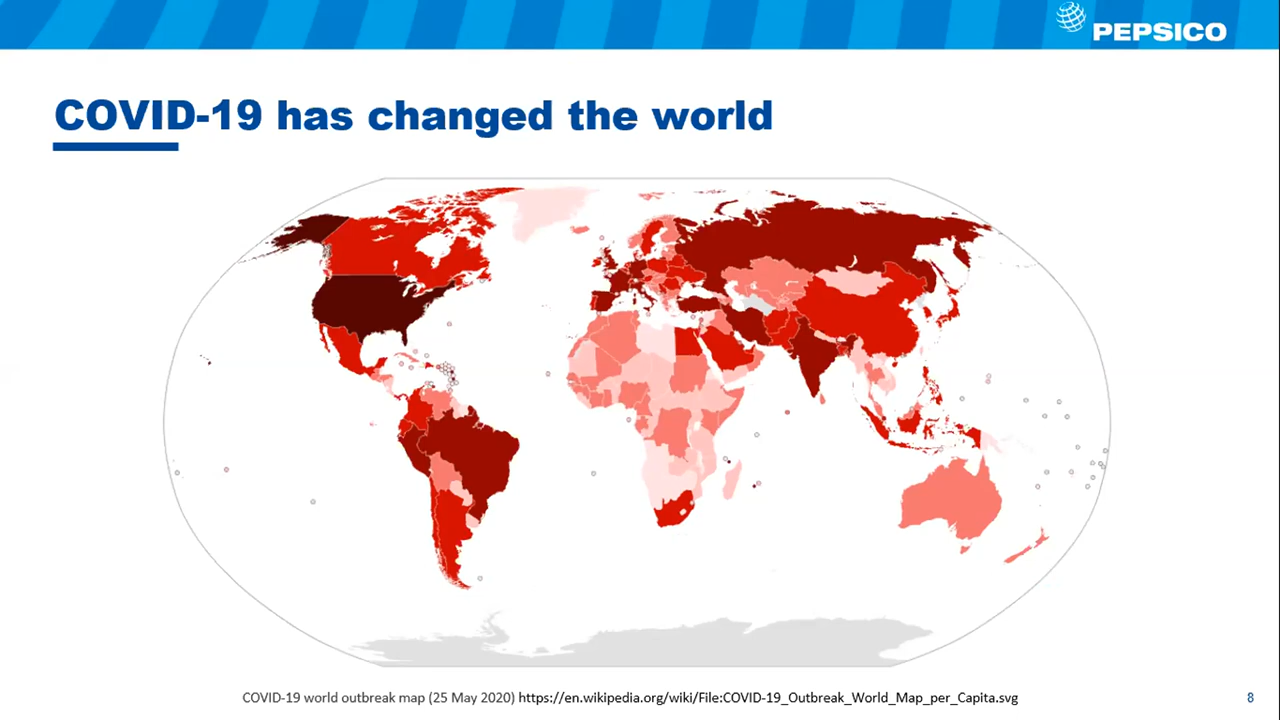 PEPSICO
COVID-19 has changed the world
COVID-19 world outbreak map (25 May 2020) https://en.wikipedia.org/wiki/File:COVID-19_Outbreak_World_Map_per_Capita.svg
8